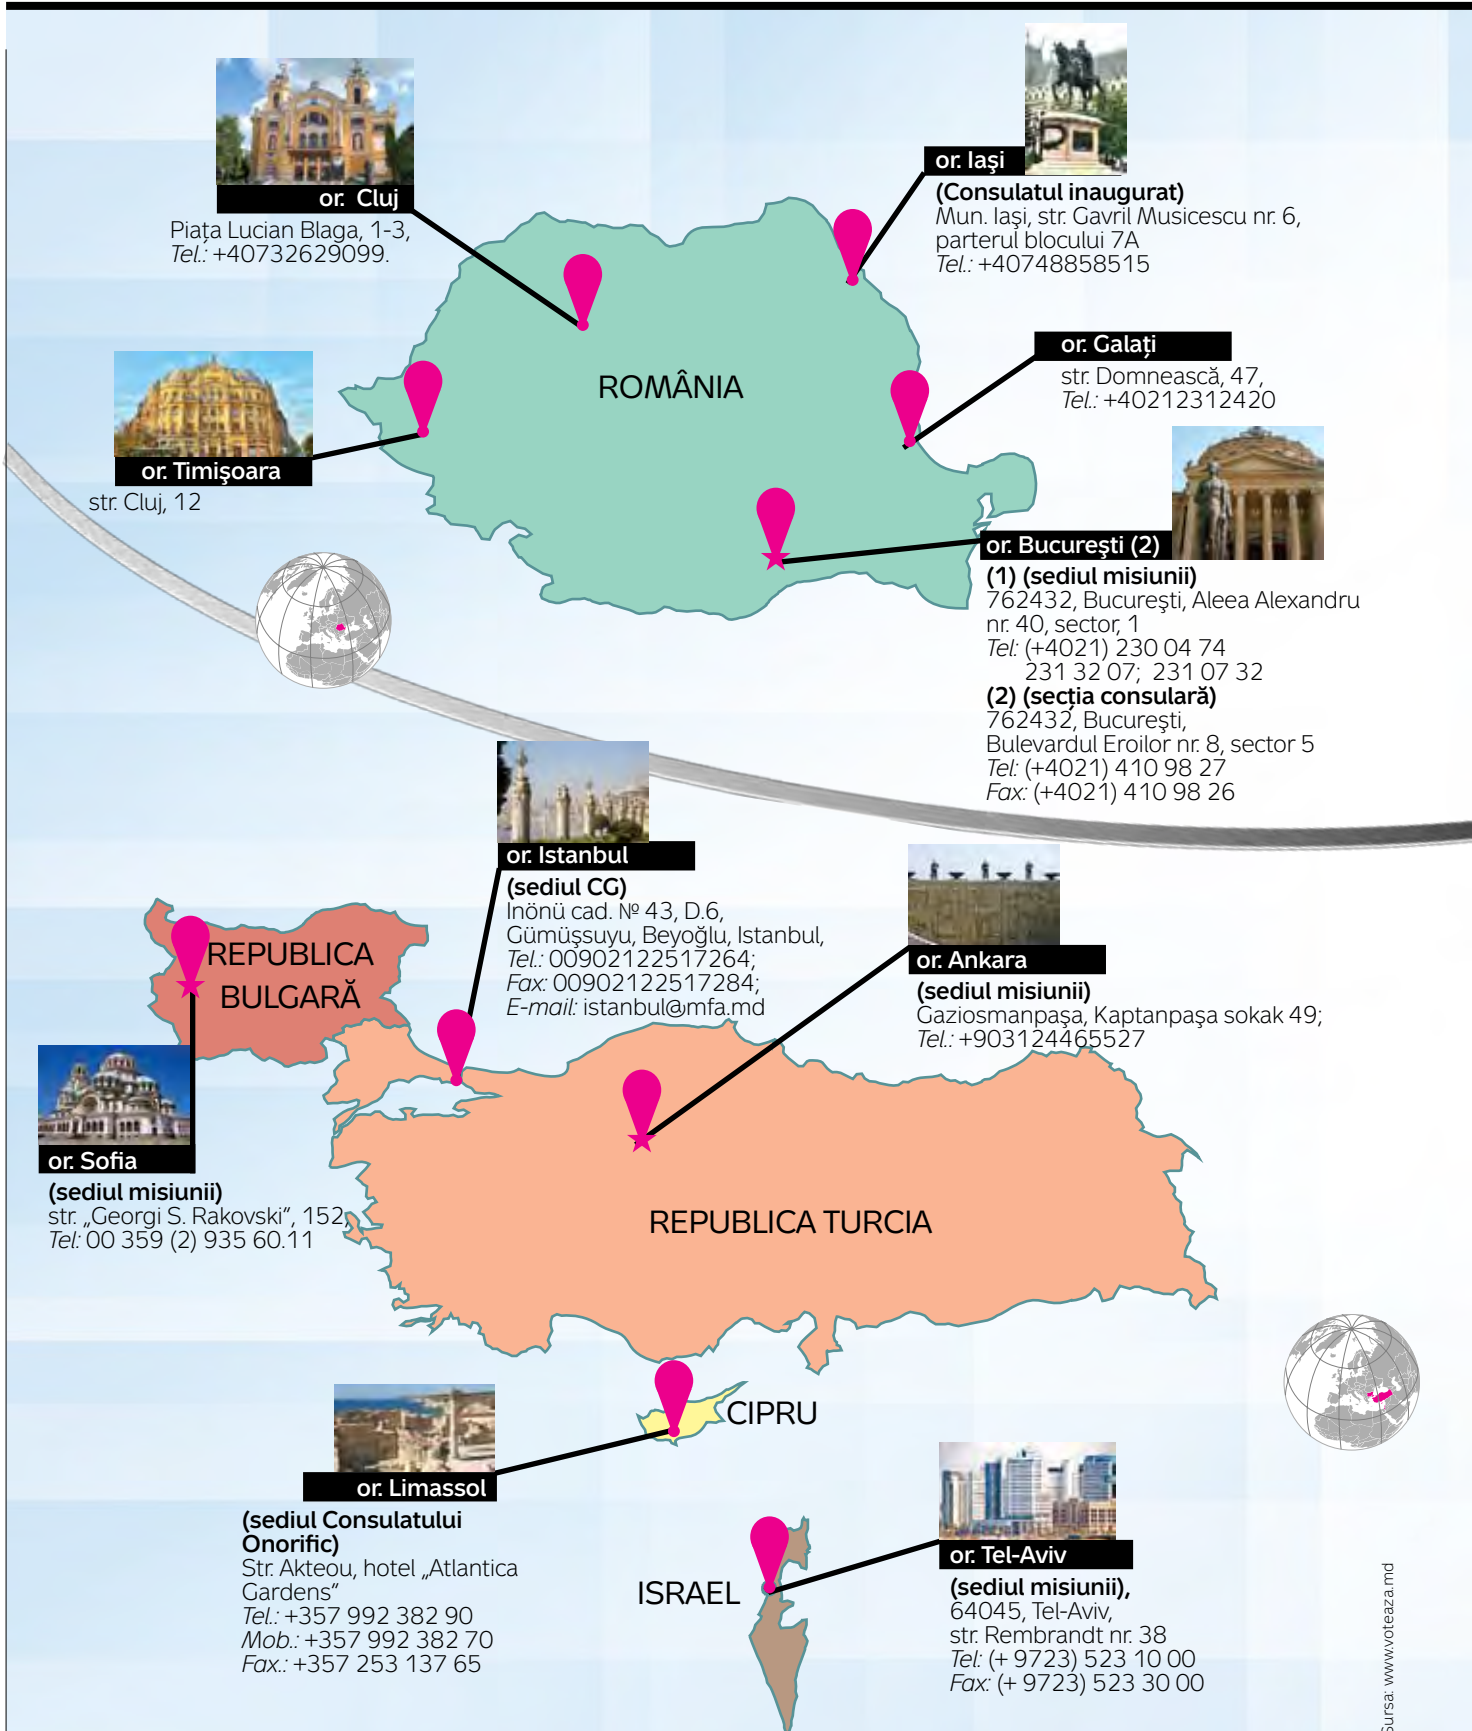 or. Cluj
Piața Lucian Blaga, 1-3,
Tel.: +40732629099.
or. Iaşi
(Consulatul inaugurat)
Mun. Iaşi, str. Gavril Musicescu nr. 6,
parterul blocului 7A
Tel.: +40748858515
ROMÂNIA
or. Galați
str. Domnească, 47,
Tel.: +40212312420
or. Timişoara
str. Cluj, 12
or. Bucureşti (2)
(1) (sediul misiunii)
762432, Bucureşti, Aleea Alexandru
nr. 40, sector, 1
Tel: (+4021) 230 04 74
231 32 07; 231 07 32
(2) (secția consulară)
762432, Bucureşti,
Bulevardul Eroilor nr. 8, sector 5
Tel: (+4021) 410 98 27
Fax: (+4021) 410 98 26
or. Istanbul
(sediul CG)
Inönü cad. № 43, D.6,
Gümüşsuyu, Beyoğlu, Istanbul,
Tel.: 00902122517264;
Fax: 00902122517284;
E-mail: istanbul@mfa.md
or. Ankara
(sediul misiunii)
Gaziosmanpaşa, Kaptanpaşa sokak 49;
Tel.: +903124465527
REPUBLICA
BULGARĂ
or. Sofia
(sediul misiunii)
str. „Georgi S. Rakovski“, 152,
Tel: 00 359 (2) 935 60.11
REPUBLICA TURCIA
CIPRU
or. Limassol
(sediul Consulatului
Onorific)
Str. Akteou, hotel „Atlantica
Gardens“
Tel.: +357 992 382 90
Mob.: +357 992 382 70
Fax.: +357 253 137 65
ISRAEL
or. Tel-Aviv
(sediul misiunii),
64045, Tel-Aviv,
str. Rembrandt nr. 38
Tel: (+ 9723) 523 10 00
Fax: (+ 9723) 523 30 00
Sursa: www.voteaza.md